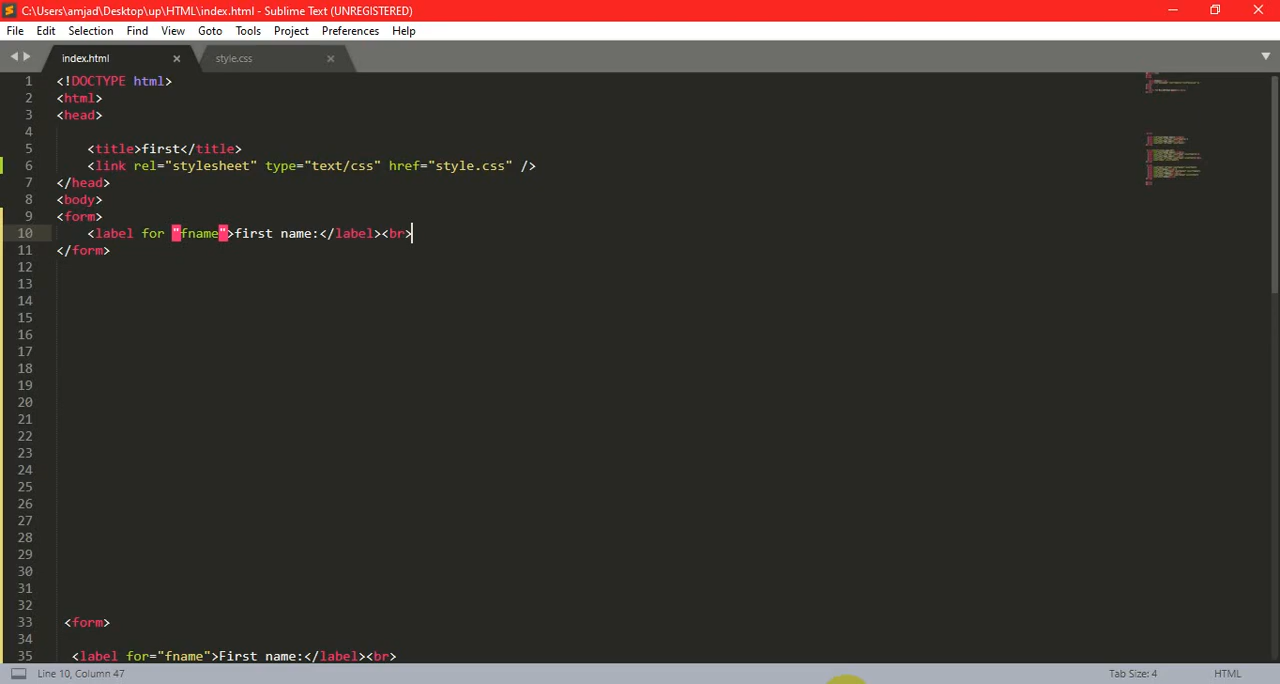 C:\Users\amjad\Desktop\up\HTML\index.html - Sublime Text (UNREGISTERED)
File Edit Selection Find View Goto Tools Project Preferences Help
index.html style.css
1 <!DOCTYPE html>
2 <html>
3 <head>
4
5 <title>first</title>
6 <link rel="stylesheet" type="text/css" href="style.css" />
7 </head>
8 <body>
9 <form>
10 <label for "fname">first name:</label><br>
11 </form>
12
13
14
15
16
17
18
19
20
21
22
23
24
25
26
27
28
29
30
31
32
33 <form>
34
35 <label for="fname">First name:</label><br>
Line 10, Column 47 Tab Size: 4 HTML